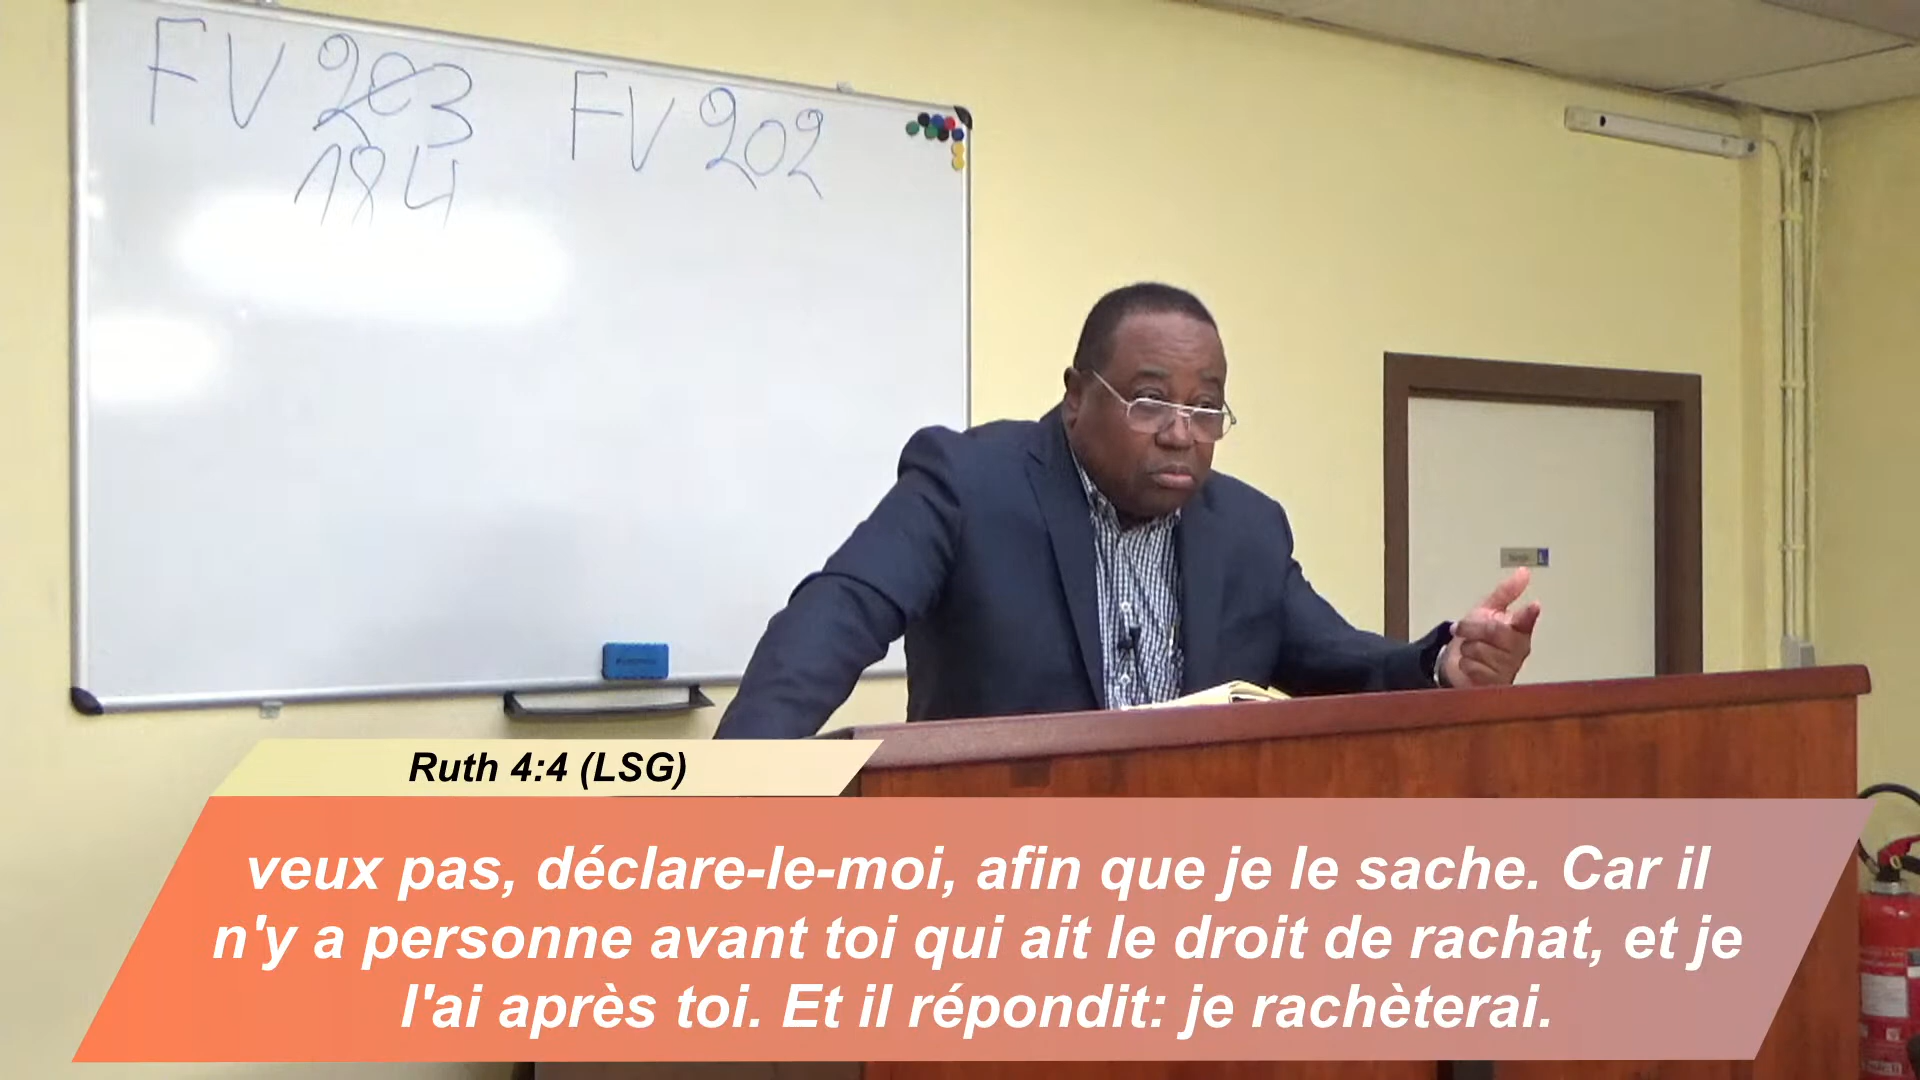 FV 203 FV 202
184
Ruth 4:4 (LSG)
veux pas, déclare-le-moi, afin que je le sache. Car il
n'y a personne avant toi qui ait le droit de rachat, et je
l'ai après toi. Et il répondit: je rachèterai.